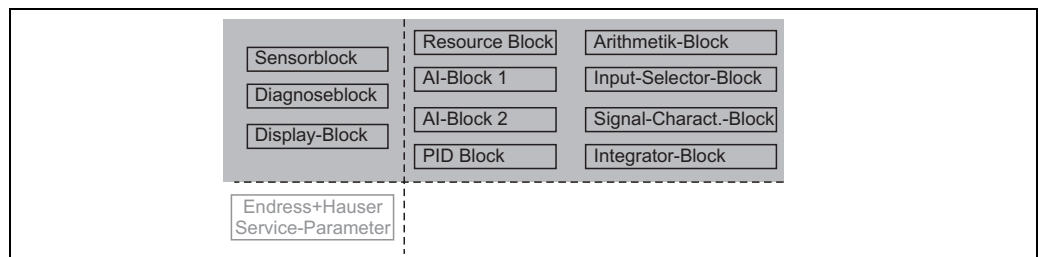 Sensorblock
Diagnoseblock
Display-Block
Resource Block
AI-Block 1
AI-Block 2
PID Block
Arithmetik-Block
Input-Selector-Block
Signal-Charact.-Block
Integrator-Block
Endress+Hauser
Service-Parameter